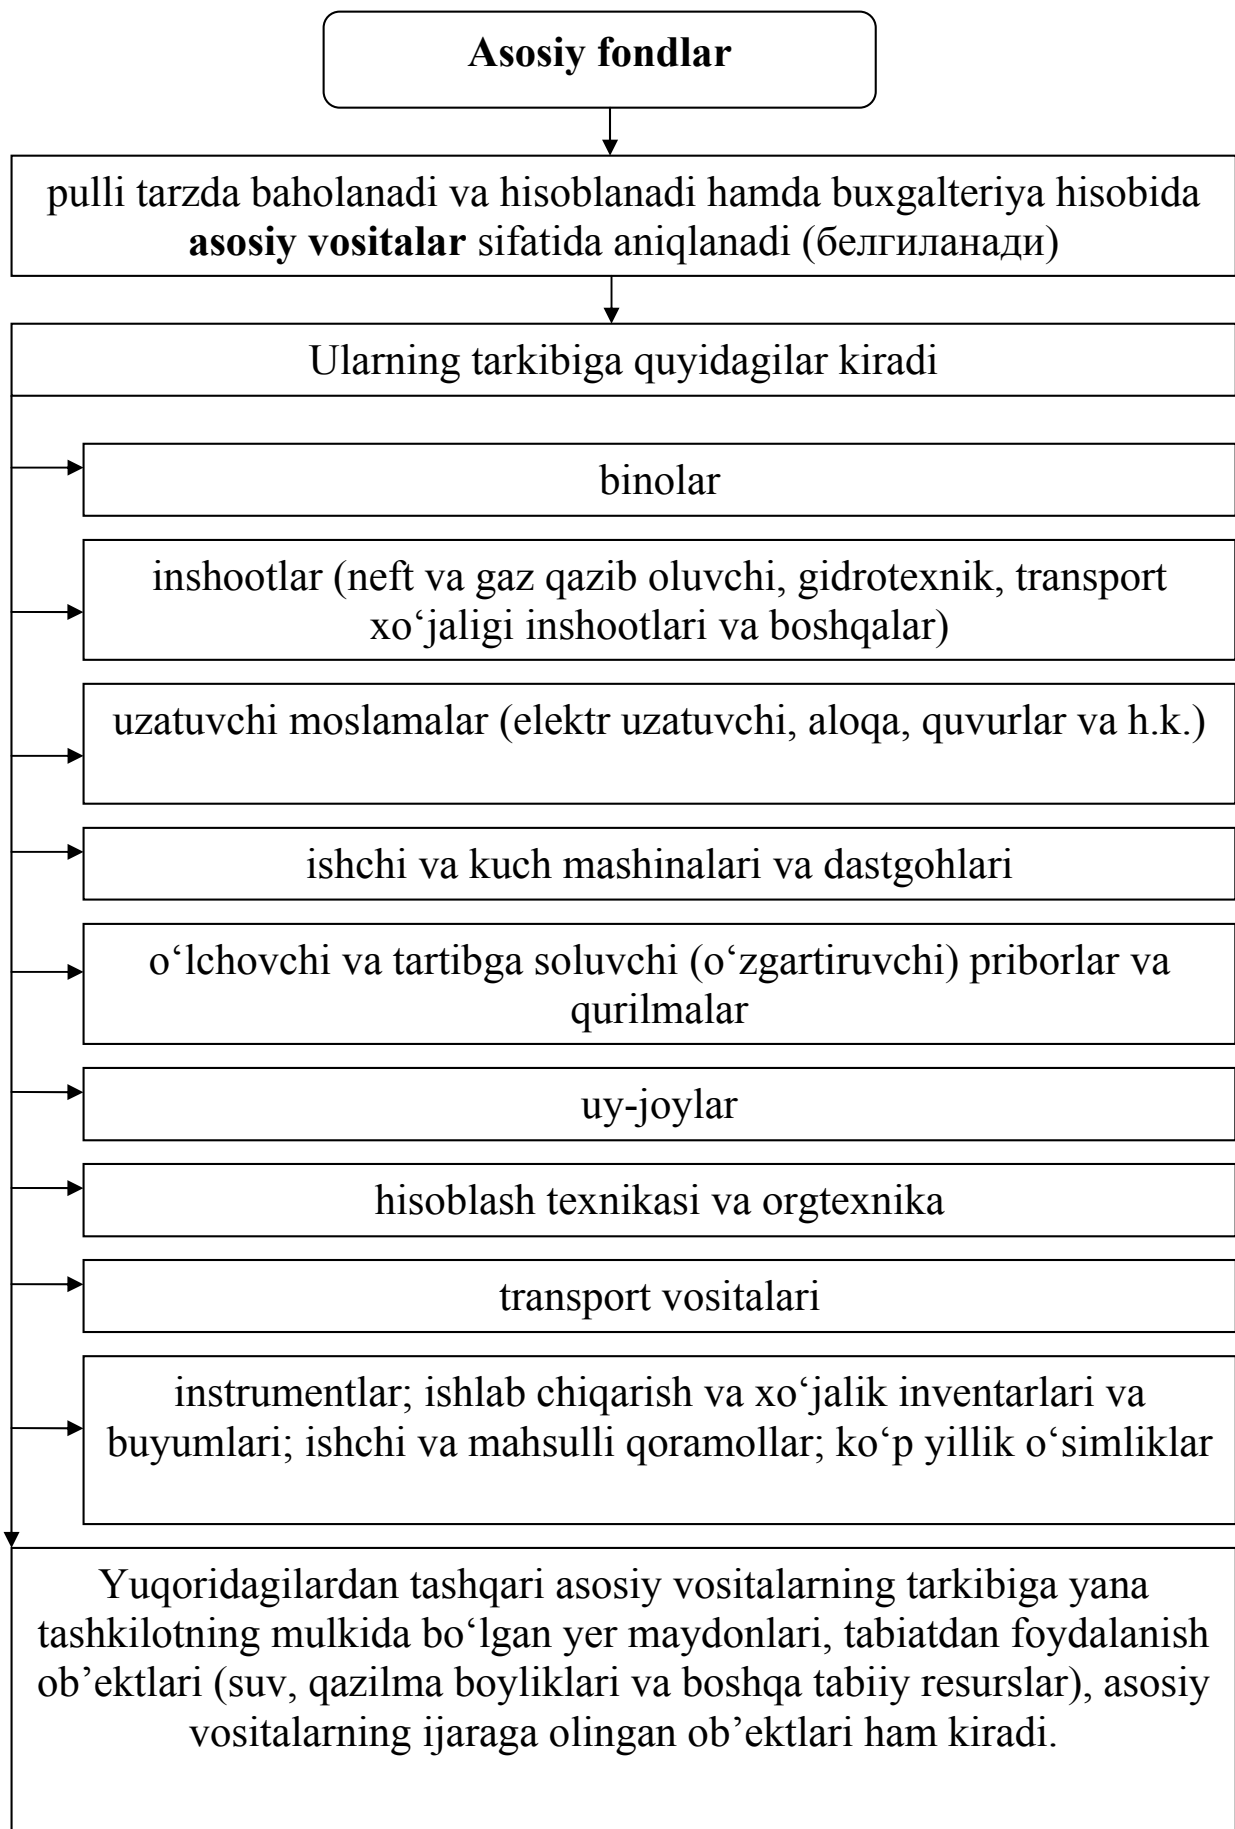 Asosiy fondlar
pulli tarzda baholanadi va hisoblanadi hamda buxgalteriya hisobida
asosiy vositalar sifatida aniqlanadi (белгиланади)
Ularning tarkibiga quyidagilar kiradi
binolar
inshootlar (neft va gaz qazib oluvchi, gidrotexnik, transport
xo‘jaligi inshootlari va boshqalar)
uzatuvchi moslamalar (elektr uzatuvchi, aloqa, quvurlar va h.k.)
ishchi va kuch mashinalari va dastgohlari
o‘lchovchi va tartibga soluvchi (o‘zgartiruvchi) priborlar va
qurilmalar
uy-joylar
hisoblash texnikasi va orgtexnika
transport vositalari
instrumentlar; ishlab chiqarish va xo‘jalik inventarlari va
buyumlari; ishchi va mahsulli qoramollar; ko‘p yillik o‘simliklar
Yuqoridagilardan tashqari asosiy vositalarning tarkibiga yana
tashkilotning mulkida bo‘lgan yer maydonlari, tabiatdan foydalanish
ob’ektlari (suv, qazilma boyliklari va boshqa tabiiy resurslar), asosiy
vositalarning ijaraga olingan ob’ektlari ham kiradi.